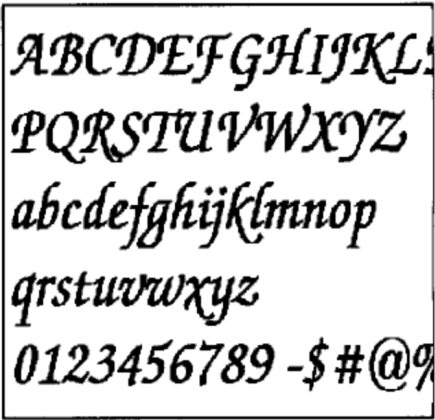 ABCDEFGHIJKL
PQRSTUVWXYZ
abcdefghijklmnop
qrstuvwxyz
0123456789 -$#@%